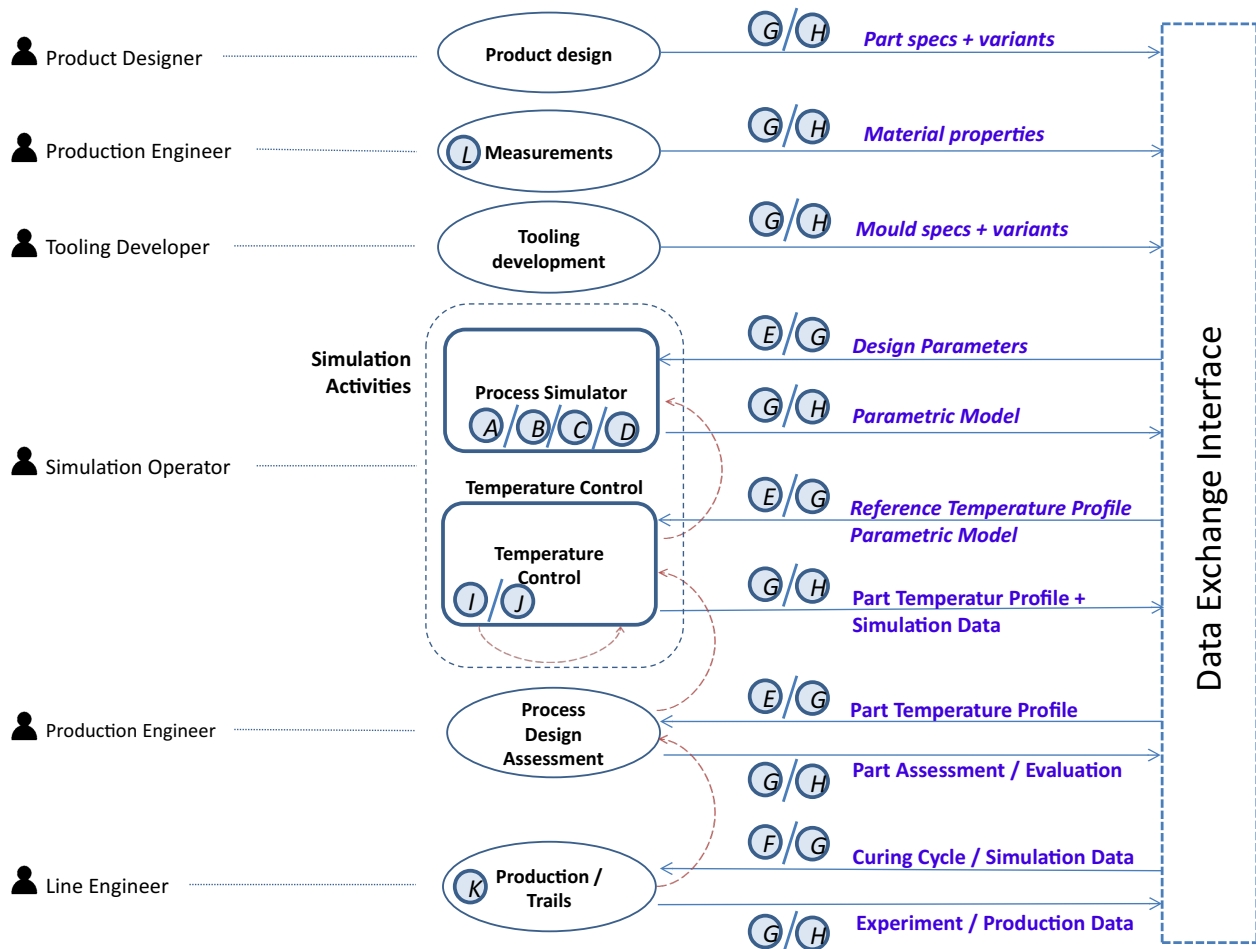 G/H Part specs + variants
Product Designer
Product design
G/H Material properties
Production Engineer
L Measurements
G/H Mould specs + variants
Tooling Developer
Tooling
development
Simulation
Activities
E/G Design Parameters
Process Simulator
A/B/C/D
G/H Parametric Model
Simulation Operator
Temperature Control
E/G Reference Temperature Profile
Parametric Model
Temperature
Control
I/J
G/H Part Temperatur Profile +
Simulation Data
Production Engineer
Process
Design
Assessment
E/G Part Temperature Profile
Part Assessment / Evaluation
G/H
F/G Curing Cycle / Simulation Data
Line Engineer
K Production /
Trails
Experiment / Production Data
G/H
Data Exchange Interface